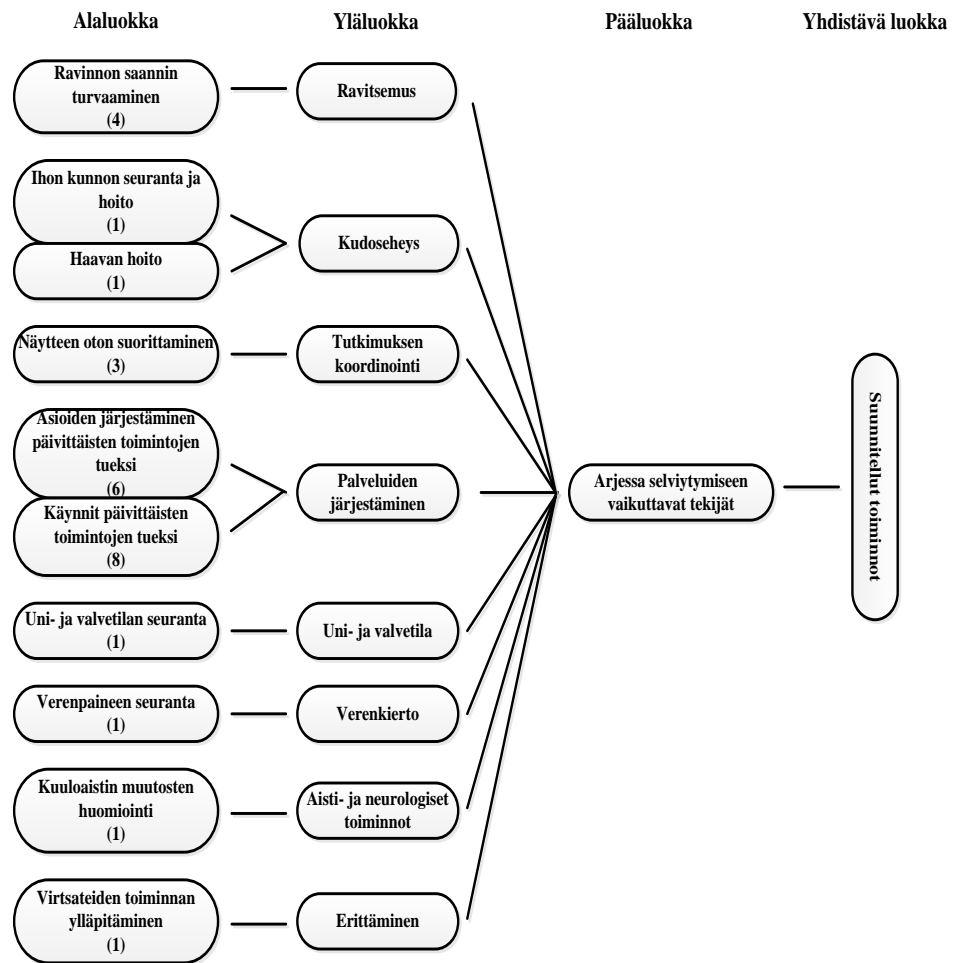 Alaluokka
Yläluokka
Pääluokka
Yhdistävä luokka
Ravinnon saannin
turvaaminen
(4)
Ravitsemus
Ihon kunnon seuranta ja
hoito
(1)
Haavan hoito
(1)
Kudoseheys
Näytteen oton suorittaminen
(3)
Tutkimuksen
koordinointi
Asioiden järjestäminen
päivittäisten toimintojen
tueksi
(6)
Käynnit päivittäisten
toimintojen tueksi
(8)
Palveluiden
järjestäminen
Arjessa selviytymiseen
vaikuttavat tekijät
Suunnitellut toiminnot
Uni- ja valvetilan seuranta
(1)
Uni- ja valvetila
Verenpaineen seuranta
(1)
Verenkierto
Kuuloaistin muutosten
huomiointi
(1)
Aisti- ja neurologiset
toiminnot
Virtsateiden toiminnan
ylläpitäminen
(1)
Erittäminen